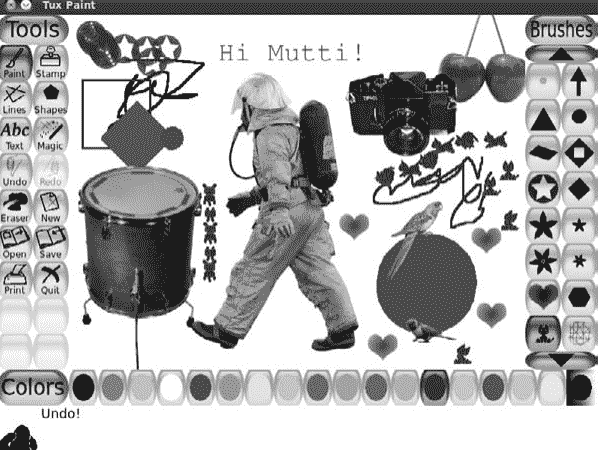 Tux Paint
Tools
Paint Stamp
Lines Shapes
Abc
Text Magic
Undo Redo
Eraser New
Open Save
Print Quit
Hi Mutti!
Brushes
Colors
Undo!